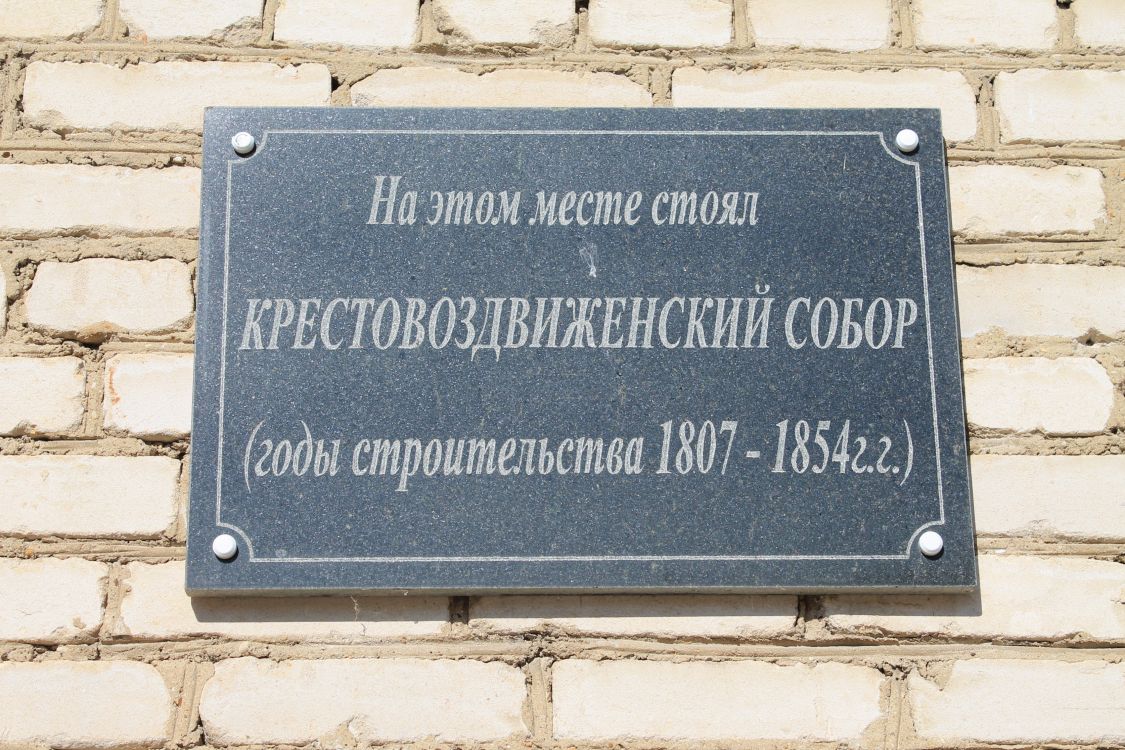 На этом месте стоял
КРЕСТОВОЗДВИЖЕНСКИЙ СОБОР
(годы строительства 1807 - 1854г.г.)